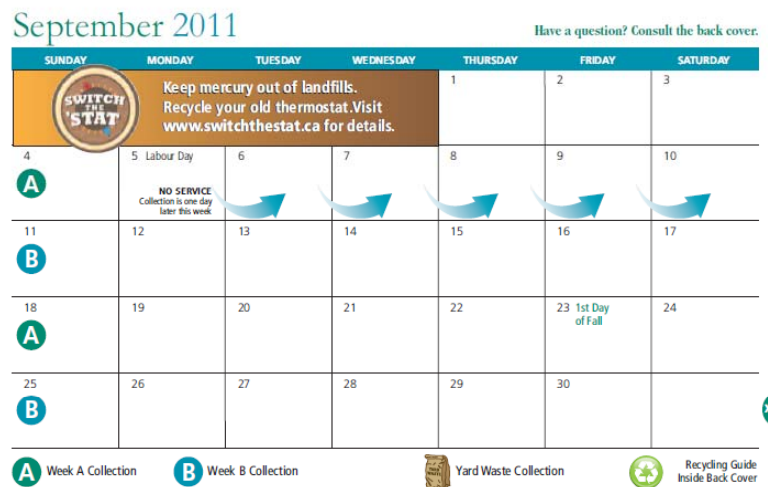 September 2011
Have a question? Consult the back cover.
SUNDAY MONDAY TUESDAY WEDNESDAY THURSDAY FRIDAY SATURDAY
SWITCH
THE
'STAT
Keep mercury out of landfills.
Recycle your old thermostat.Visit
www.switchthestat.ca for details.
1 2 3
4 5 Labour Day 6 7 8 9 10
A
NO SERVICE
Collection is one day
later this week
11 12 13 14 15 16 17
B
18 19 20 21 22 23 1st Day 24
of Fall
A
25 26 27 28 29 30
B
A Week A Collection B Week B Collection Yard Waste Collection Recycling Guide
Inside Back Cover